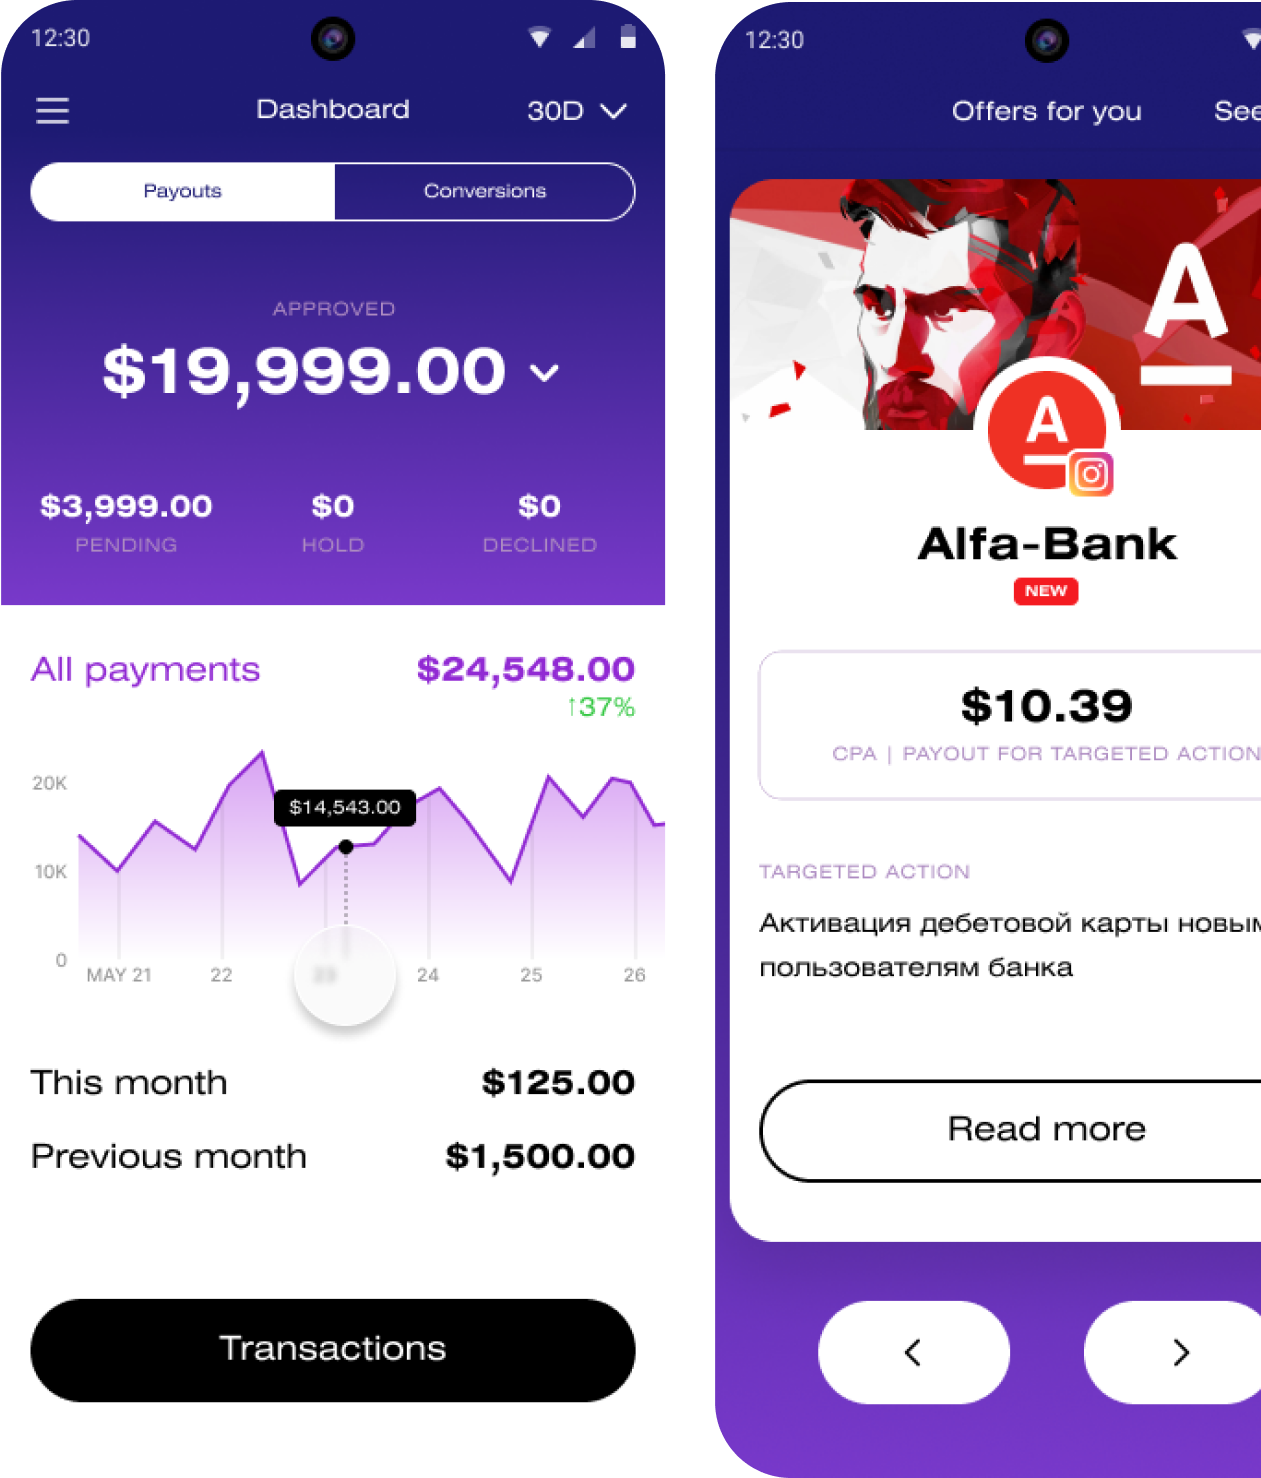 12:30
Dashboard
30D
Payouts
Conversions
APPROVED
$19,999.00
$3,999.00
$0
$0
PENDING
HOLD
DECLINED
All payments
$24,548.00
↑37%
20K
$14,543.00
10K
0
MAY 21
22
23
24
25
26
This month
$125.00
Previous month
$1,500.00
Transactions
12:30
Offers for you
See
A
A
Alfa-Bank
NEW
$10.39
CPA | PAYOUT FOR TARGETED ACTION
TARGETED ACTION
Активация дебетовой карты новым
пользователям банка
Read more